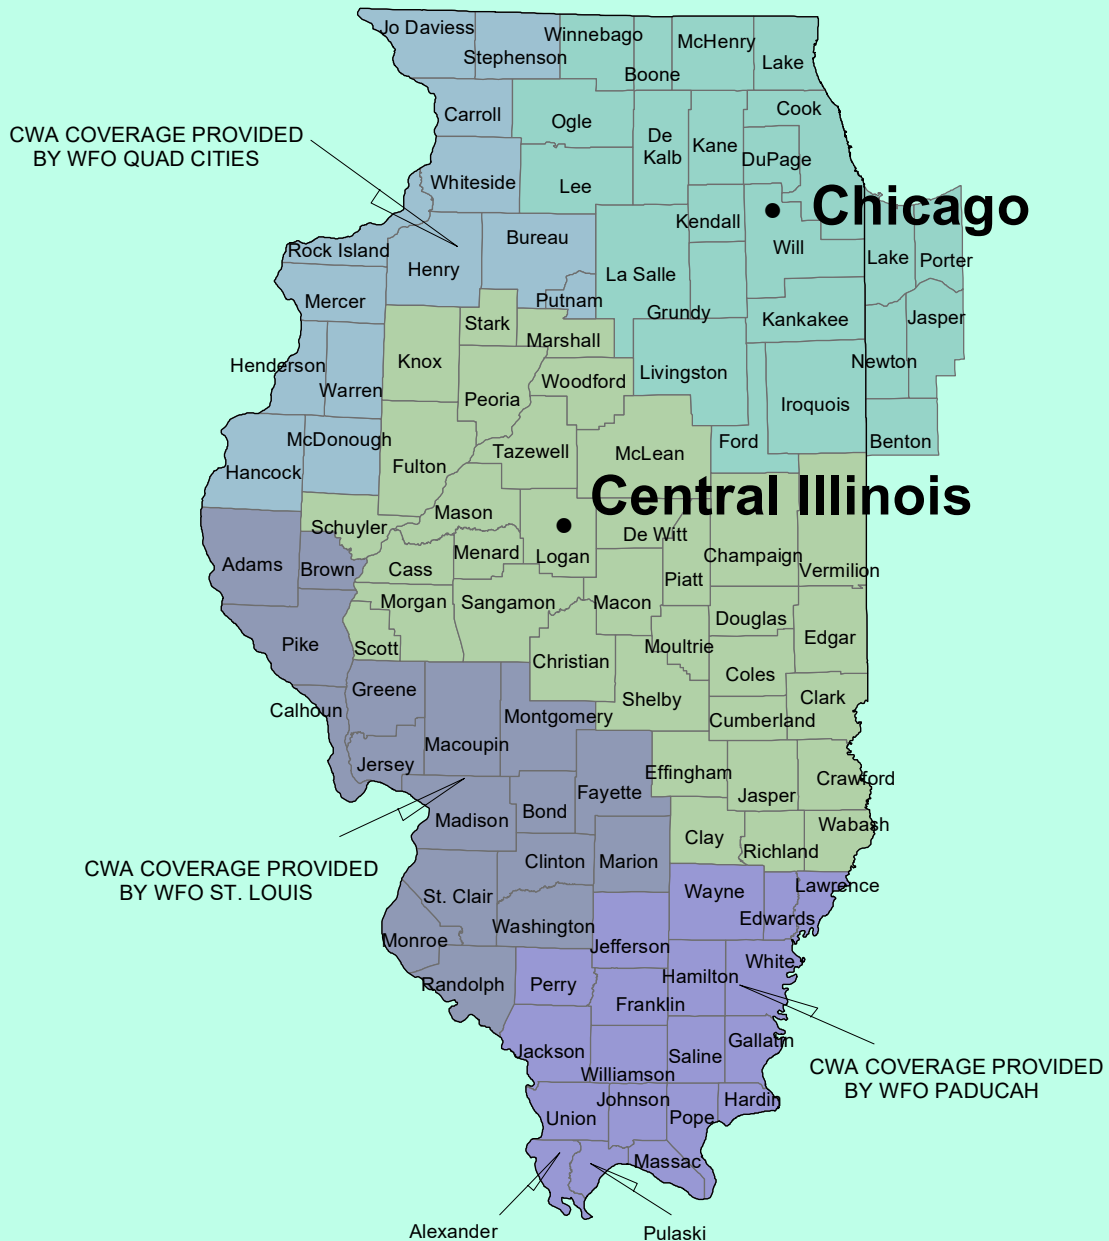 Jo Daviess
Stephenson
Winnebago
Boone
McHenry
Lake
Carroll
Ogle
De
Kalb
Kane
Cook
DuPage
CWA COVERAGE PROVIDED
BY WFO QUAD CITIES
Whiteside
Lee
Kendall
Chicago
Will
Rock Island
Henry
Bureau
La Salle
Lake
Porter
Mercer
Putnam
Grundy
Kankakee
Jasper
Stark
Marshall
Henderson
Warren
Knox
Peoria
Woodford
Livingston
Newton
Iroquois
Hancock
McDonough
Fulton
Tazewell
McLean
Ford
Benton
Central Illinois
Schuyler
Mason
Logan
De Witt
Champaign
Vermilion
Adams
Brown
Cass
Menard
Piatt
Morgan
Sangamon
Macon
Douglas
Edgar
Pike
Scott
Christian
Moultrie
Coles
Calhoun
Greene
Montgomery
Shelby
Cumberland
Clark
Macoupin
Jersey
Effingham
Jasper
Crawford
Fayette
Madison
Bond
Clay
Richland
Wabash
CWA COVERAGE PROVIDED
BY WFO ST. LOUIS
Clinton
Marion
Wayne
Lawrence
St. Clair
Edwards
Washington
Monroe
Jefferson
White
Randolph
Perry
Hamilton
Franklin
Jackson
Williamson
Saline
Gallatin
CWA COVERAGE PROVIDED
BY WFO PADUCAH
Union
Johnson
Pope
Hardin
Massac
Alexander
Pulaski